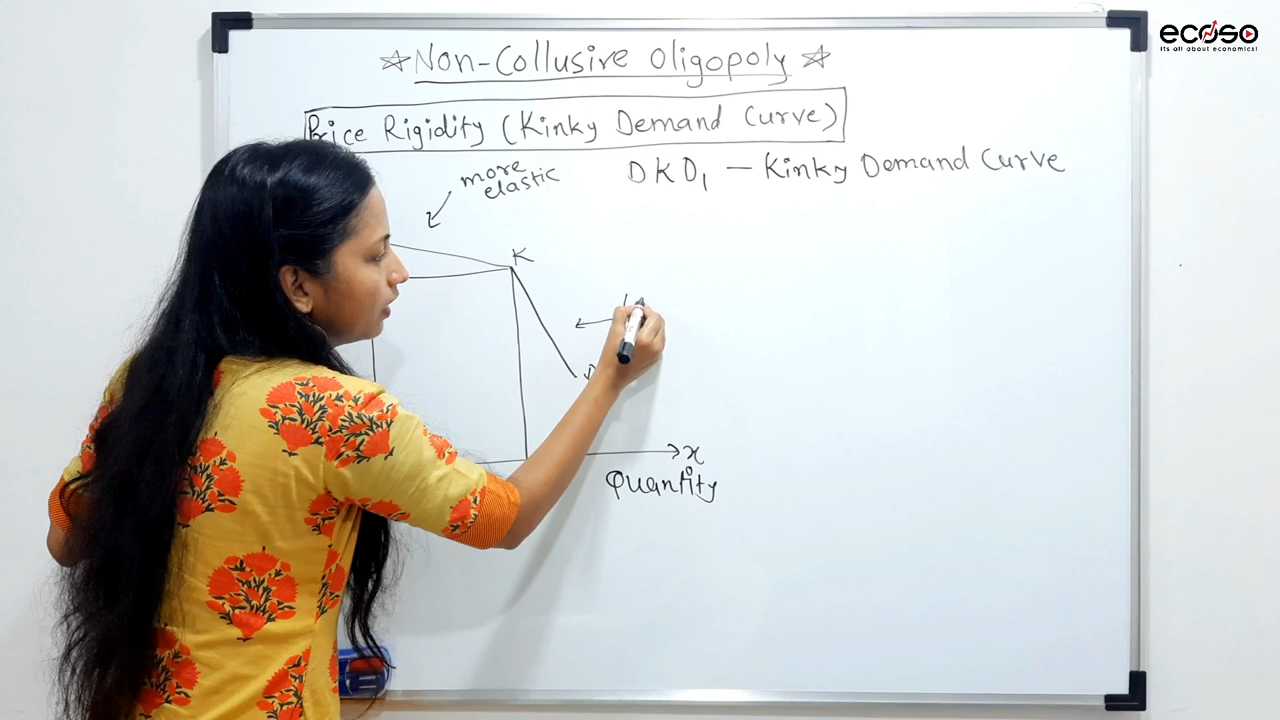 ecoso
its all about economics!
☆ Non-Collusive Oligopoly ☆
Price Rigidity (Kinky Demand Curve)
more elastic
DKD₁ — Kinky Demand Curve
K
x
Quantity